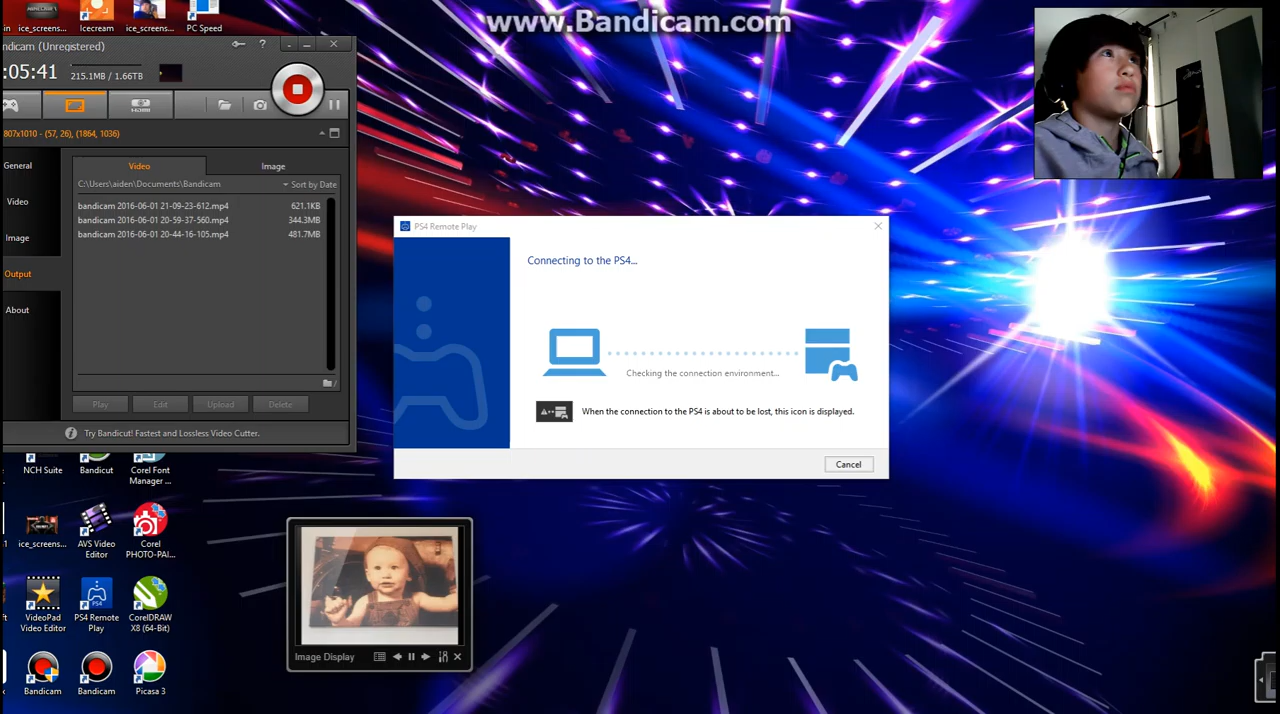 www.Bandicam.com
ice_screens...
Icecream
ice_screens...
PC Speed
ndicam (Unregistered)
:05:41
215.1MB / 1.66TB
HDMI
807x1010 - (57, 26), (1864, 1036)
General
Video
Image
Output
About
Video
Image
C:\Users\aiden\Documents\Bandicam
Sort by Date
bandicam 2016-06-01 21-09-23-612.mp4 621.1KB
bandicam 2016-06-01 20-59-37-560.mp4 344.3MB
bandicam 2016-06-01 20-44-16-105.mp4 481.7MB
Play
Edit
Upload
Delete
Try Bandicut! Fastest and Lossless Video Cutter.
PS4 Remote Play
Connecting to the PS4...
Checking the connection environment...
When the connection to the PS4 is about to be lost, this icon is displayed.
Cancel
NCH Suite
Bandicut
Corel Font
Manager ...
ice_screens...
AVS Video
Editor
Corel
PHOTO-PAI...
VideoPad
Video Editor
PS4
PS4 Remote
Play
CorelDRAW
X8 (64-Bit)
Bandicam
Bandicam
Picasa 3
Image Display